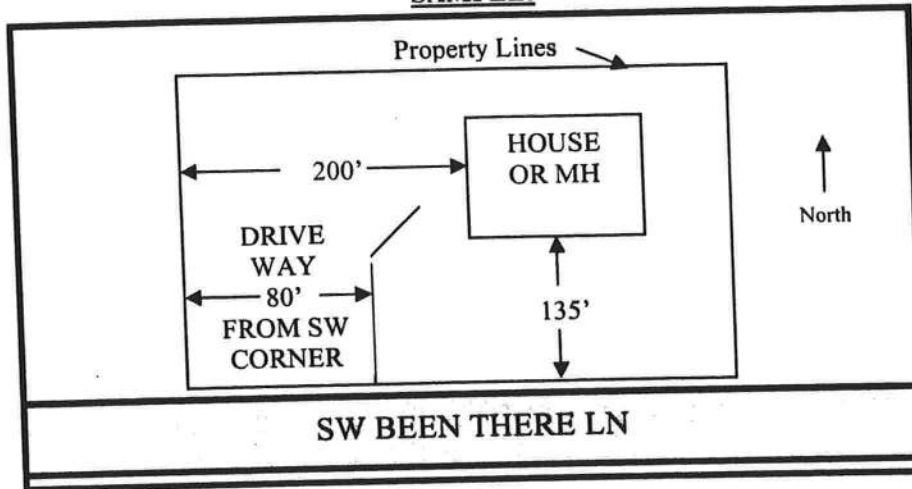 Property Lines
HOUSE
OR MH
200'
North
DRIVE
WAY
80'
FROM SW
CORNER
135'
SW BEEN THERE LN